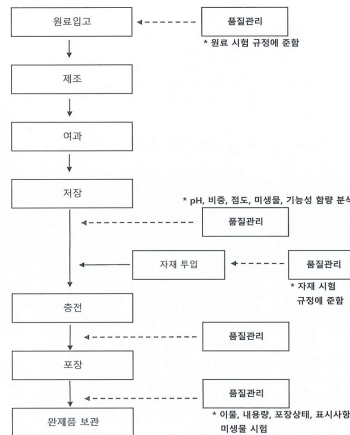 원료입고
품질관리
* 원료 시험 규정에 준함
제조
여과
저장
* pH, 비중, 점도, 미생물, 기능성 함량 분석
품질관리
자재 투입
품질관리
* 자재 시험
규정에 준함
충전
품질관리
포장
품질관리
* 이물, 내용량, 포장상태, 표시사항
미생물 시험
완제품 보관